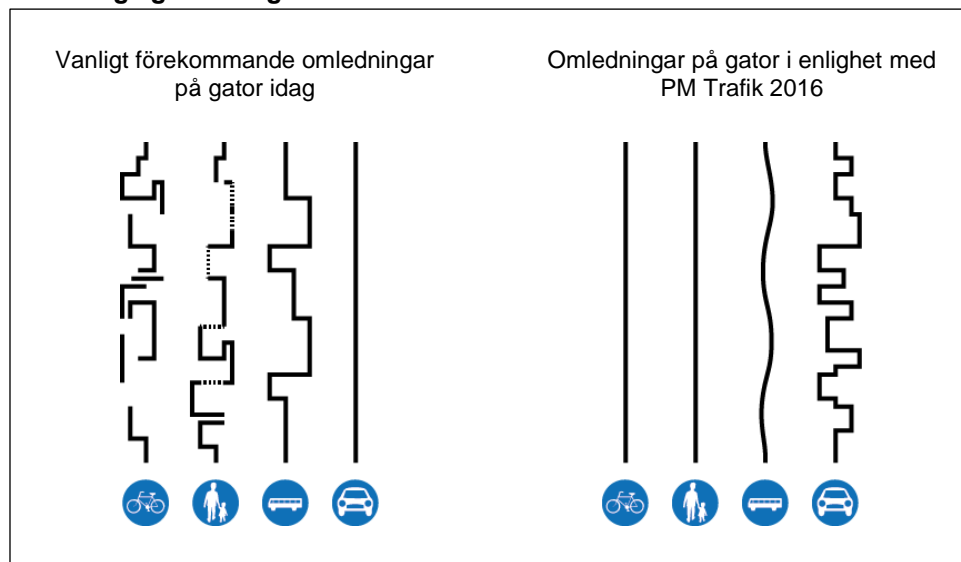 Vanligt förekommande omledningar
på gator idag
Omledningar på gator i enlighet med
PM Trafik 2016